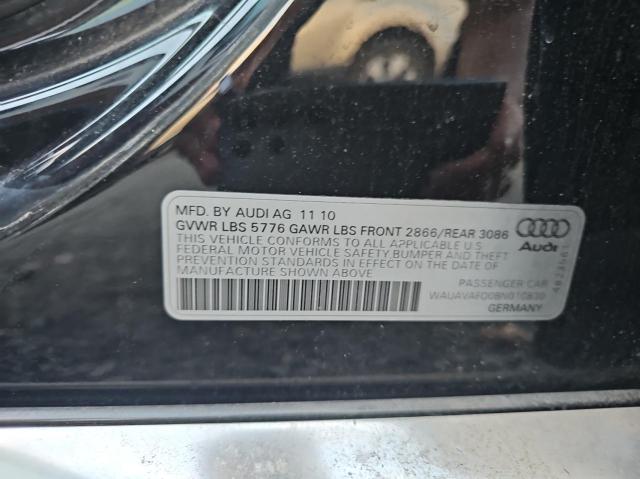 MFD. BY AUDI AG 11 10
GVWR LBS 5776 GAWR LBS FRONT 2866/REAR 3086
THIS VEHICLE CONFORMS TO ALL APPLICABLE U.S
FEDERAL MOTOR VEHICLE SAFETY BUMPER AND THEFT
PREVENTION STANDARDS IN EFFECT ON THE DATE OF
MANUFACTURE SHOWN ABOVE
Audi
PASSENGER CAR
GERMANY